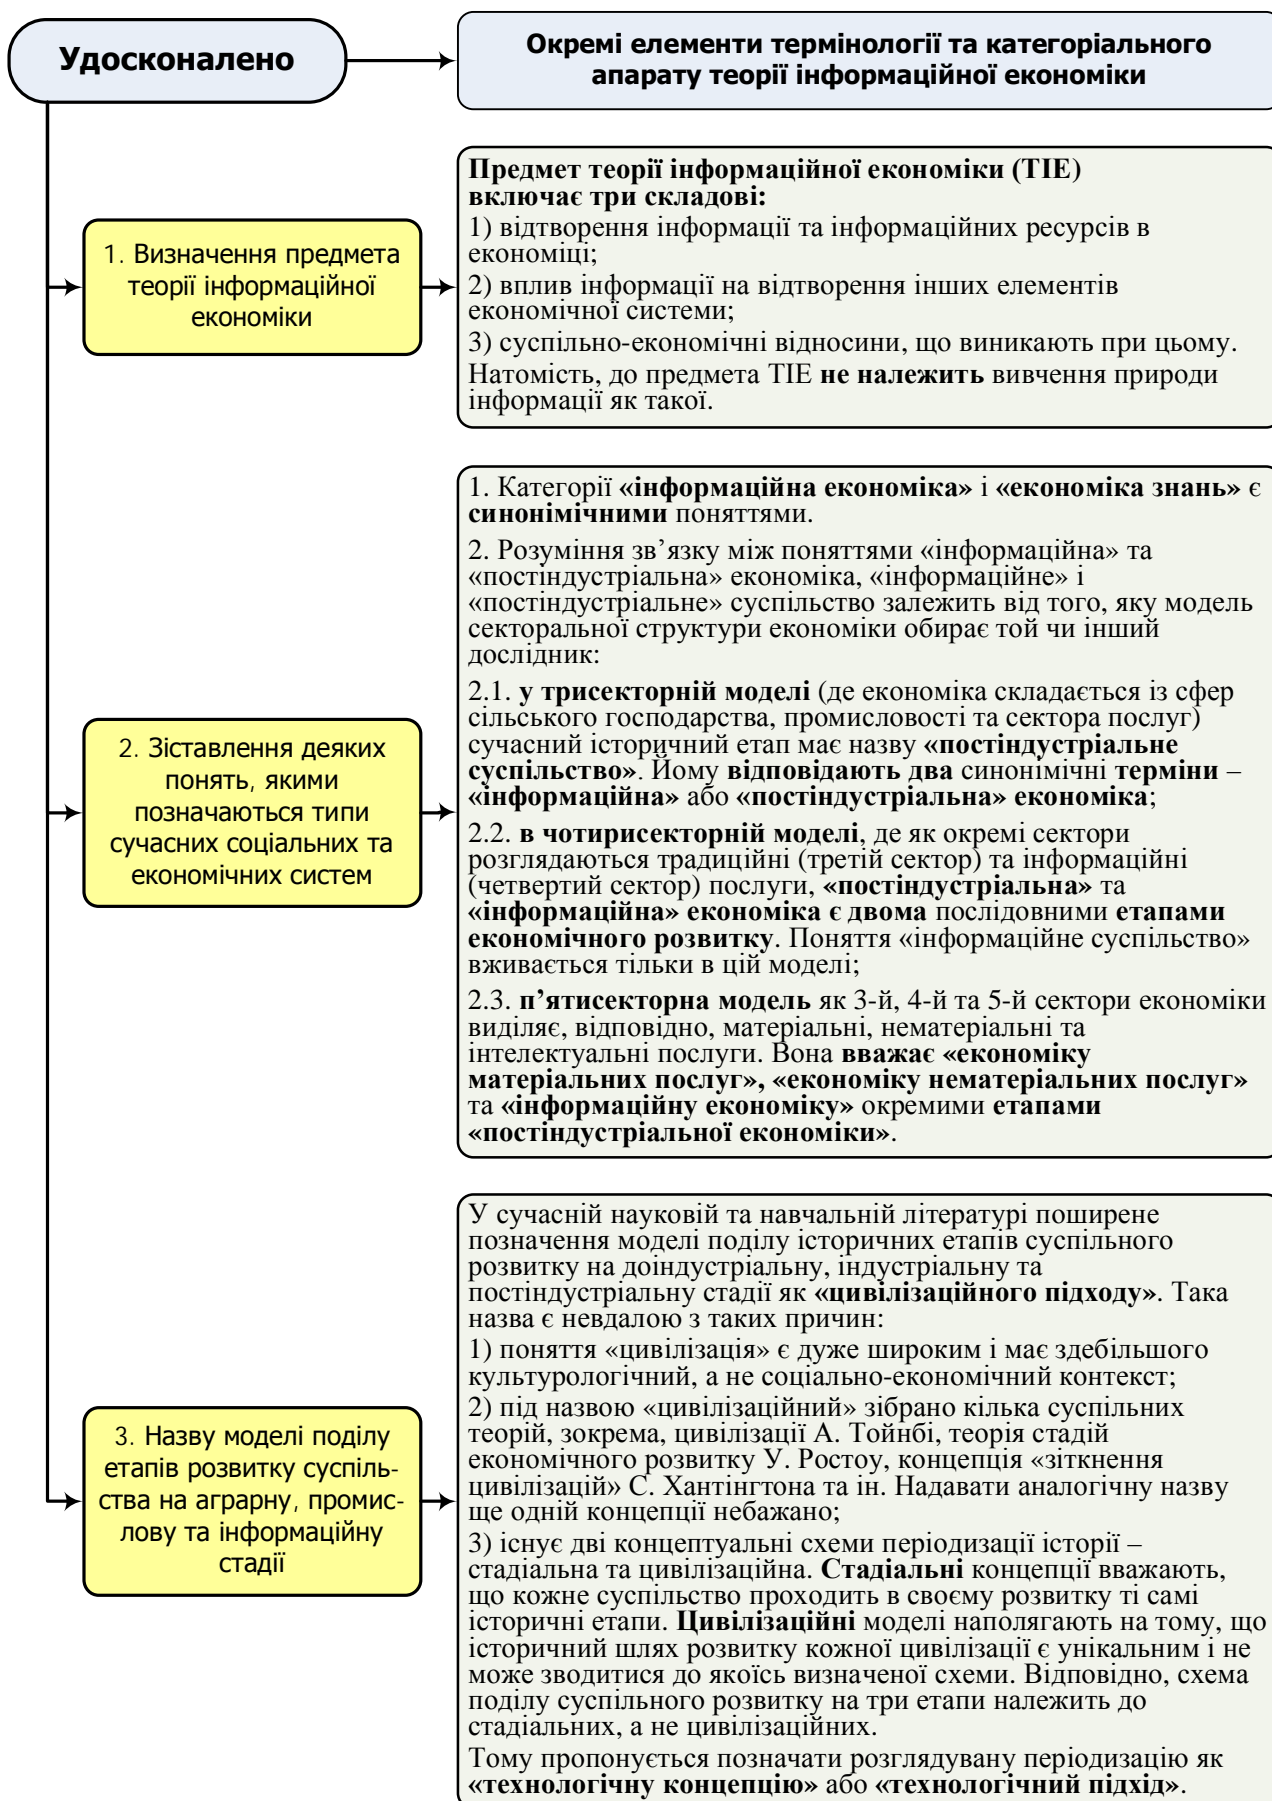 Удосконалено
Окремі елементи термінології та категоріального
апарату теорії інформаційної економіки
1. Визначення предмета
теорії інформаційної
економіки
Предмет теорії інформаційної економіки (ТІЕ)
включає три складові:
1) відтворення інформації та інформаційних ресурсів в
економіці;
2) вплив інформації на відтворення інших елементів
економічної системи;
3) суспільно-економічні відносини, що виникають при цьому.
Натомість, до предмета ТІЕ не належить вивчення природи
інформації як такої.
2. Зіставлення деяких
понять, якими
позначаються типи
сучасних соціальних та
економічних систем
1. Категорії «інформаційна економіка» і «економіка знань» є
синонімічними поняттями.
2. Розуміння зв’язку між поняттями «інформаційна» та
«постіндустріальна» економіка, «інформаційне» і
«постіндустріальне» суспільство залежить від того, яку модель
секторальної структури економіки обирає той чи інший
дослідник:
2.1. у трисекторній моделі (де економіка складається із сфер
сільського господарства, промисловості та сектора послуг)
сучасний історичний етап має назву «постіндустріальне
суспільство». Йому відповідають два синонімічні терміни –
«інформаційна» або «постіндустріальна» економіка;
2.2. в чотирисекторній моделі, де як окремі сектори
розглядаються традиційні (третій сектор) та інформаційні
(четвертий сектор) послуги, «постіндустріальна» та
«інформаційна» економіка є двома послідовними етапами
економічного розвитку. Поняття «інформаційне суспільство»
вживається тільки в цій моделі;
2.3. п’ятисекторна модель як 3-й, 4-й та 5-й сектори економіки
виділяє, відповідно, матеріальні, нематеріальні та
інтелектуальні послуги. Вона вважає «економіку
матеріальних послуг», «економіку нематеріальних послуг»
та «інформаційну економіку» окремими етапами
«постіндустріальної економіки».
3. Назву моделі поділу
етапів розвитку суспіль-
ства на аграрну, промис-
лову та інформаційну
стадії
У сучасній науковій та навчальній літературі поширене
позначення моделі поділу історичних етапів суспільного
розвитку на доіндустріальну, індустріальну та
постіндустріальну стадії як «цивілізаційного підходу». Така
назва є невдалою з таких причин:
1) поняття «цивілізація» є дуже широким і має здебільшого
культурологічний, а не соціально-економічний контекст;
2) під назвою «цивілізаційний» зібрано кілька суспільних
теорій, зокрема, цивілізації А. Тойнбі, теорія стадій
економічного розвитку У. Ростоу, концепція «зіткнення
цивілізацій» С. Хантінгтона та ін. Надавати аналогічну назву
ще одній концепції небажано;
3) існує дві концептуальні схеми періодизації історії –
стадіальна та цивілізаційна. Стадіальні концепції вважають,
що кожне суспільство проходить в своєму розвитку ті самі
історичні етапи. Цивілізаційні моделі наполягають на тому, що
історичний шлях розвитку кожної цивілізації є унікальним і не
може зводитися до якоїсь визначеної схеми. Відповідно, схема
поділу суспільного розвитку на три етапи належить до
стадіальних, а не цивілізаційних.
Тому пропонується позначати розглядувану періодизацію як
«технологічну концепцію» або «технологічний підхід».